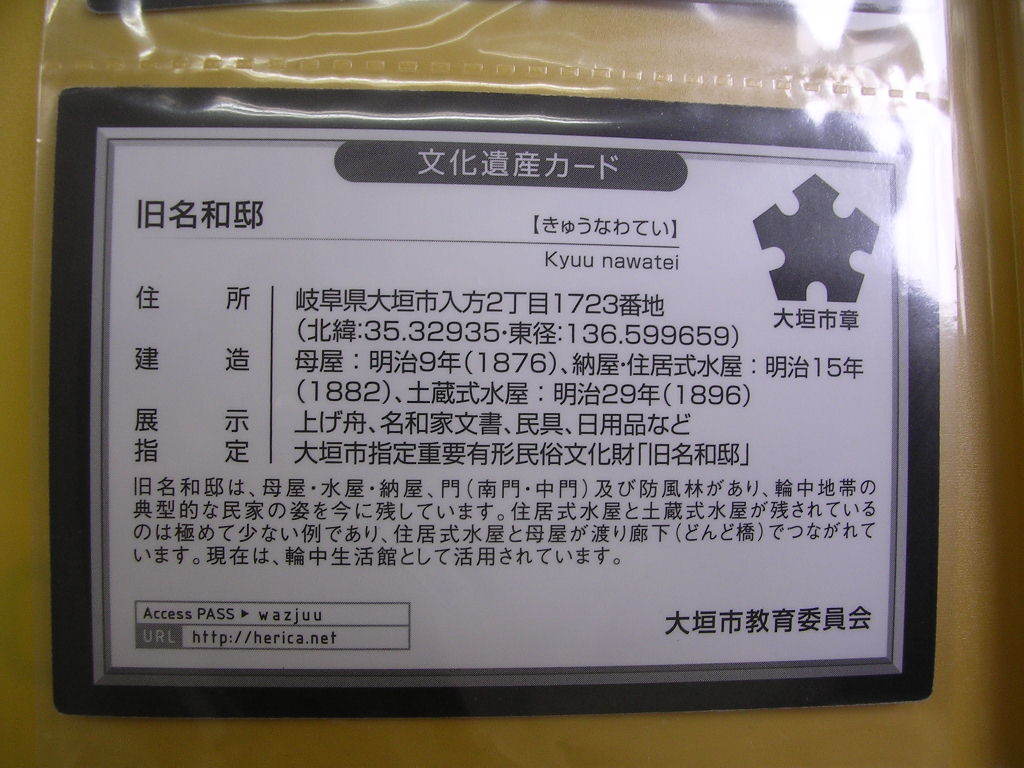 文化遺産カード
旧名和邸
【きゅうなわてい】
Kyuu nawatei
大垣市章
住所 岐阜県大垣市入方2丁目1723番地
(北緯:35.32935・東径:136.599659)
建造 母屋：明治9年(1876)、納屋・住居式水屋：明治15年
(1882)、土蔵式水屋：明治29年(1896)
展示 上げ舟、名和家文書、民具、日用品など
指定 大垣市指定重要有形民俗文化財「旧名和邸」
旧名和邸は、母屋・水屋・納屋、門(南門・中門)及び防風林があり、輪中地帯の
典型的な民家の姿を今に残しています。住居式水屋と土蔵式水屋が残されている
のは極めて少ない例であり、住居式水屋と母屋が渡り廊下(どんど橋)でつながれて
います。現在は、輪中生活館として活用されています。
Access PASS ▶ wazjuu
URL http://herica.net
大垣市教育委員会